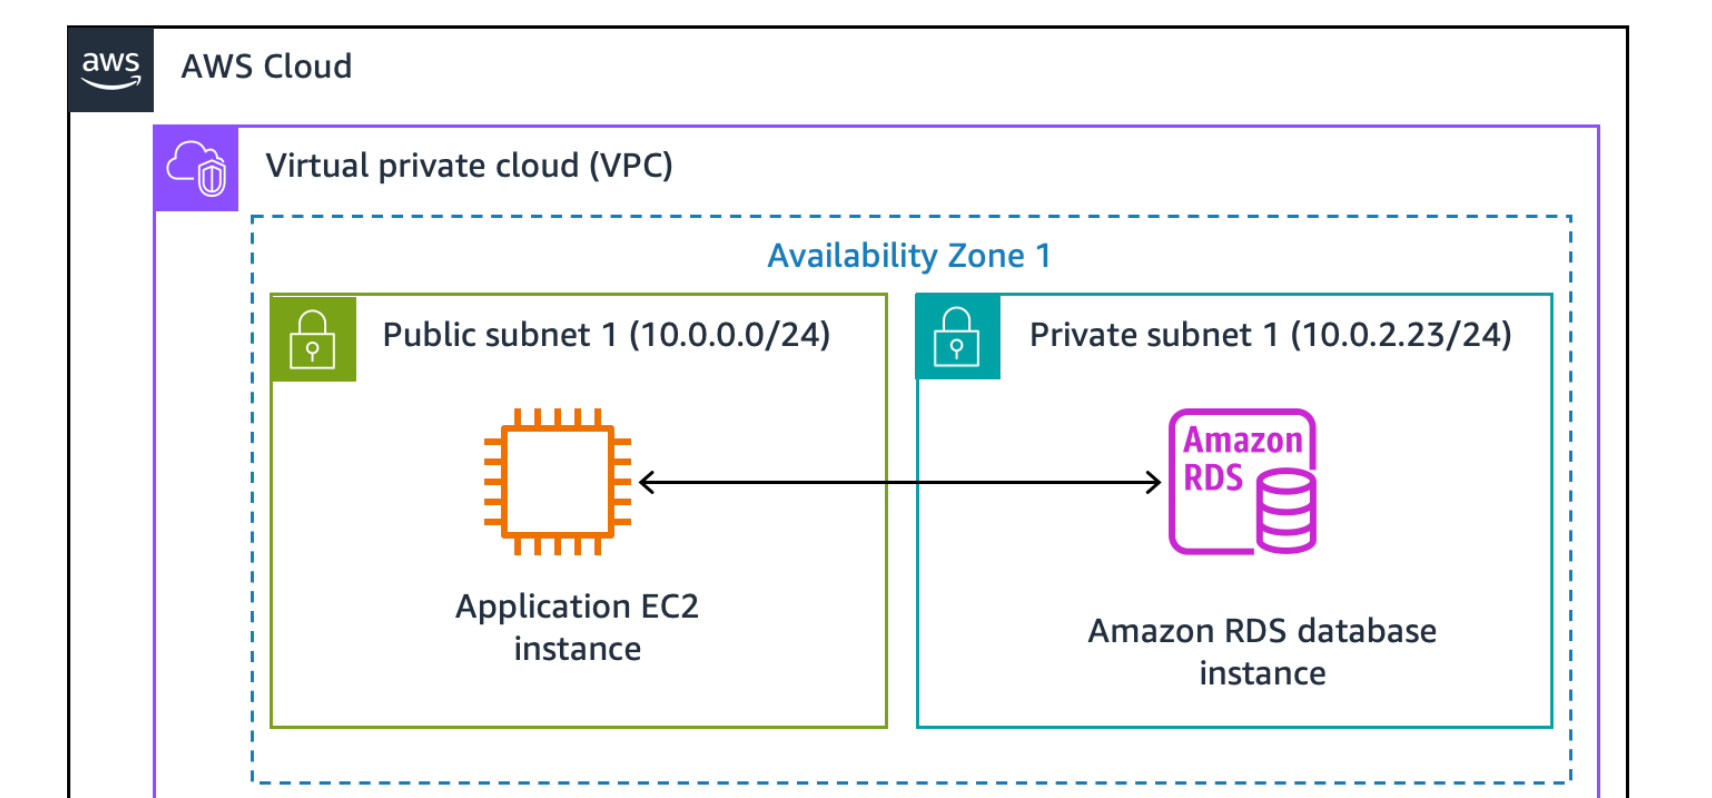 aws
AWS Cloud
Virtual private cloud (VPC)
Availability Zone 1
Public subnet 1 (10.0.0.0/24)
Private subnet 1 (10.0.2.23/24)
Amazon
RDS
Application EC2
instance
Amazon RDS database
instance